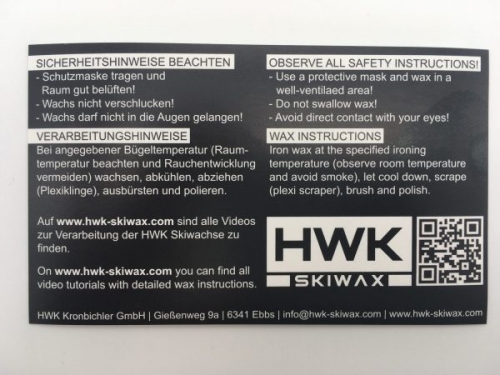 SICHERHEITSHINWEISE BEACHTEN
- Schutzmaske tragen und
Raum gut belüften!
- Wachs nicht verschlucken!
- Wachs darf nicht in die Augen gelangen!
VERARBEITUNGSHINWEISE
Bei angegebener Bügeltemperatur (Raum-
temperatur beachten und Rauchentwicklung
vermeiden) wachsen, abkühlen, abziehen
(Plexiklinge), ausbürsten und polieren.
Auf www.hwk-skiwax.com sind alle Videos
zur Verarbeitung der HWK Skiwachse zu
finden.
On www.hwk-skiwax.com you can find all
video tutorials with detailed wax instructions.
OBSERVE ALL SAFETY INSTRUCTIONS!
- Use a protective mask and wax in a
well-ventilaed area!
- Do not swallow wax!
- Avoid direct contact with your eyes!
WAX INSTRUCTIONS
Iron wax at the specified ironing
temperature (observe room temperature
and avoid smoke), let cool down, scrape
(plexi scraper), brush and polish.
HWK
SKIWAX
HWK Kronbichler GmbH | Gießenweg 9a | 6341 Ebbs | info@hwk-skiwax.com | www.hwk-skiwax.com